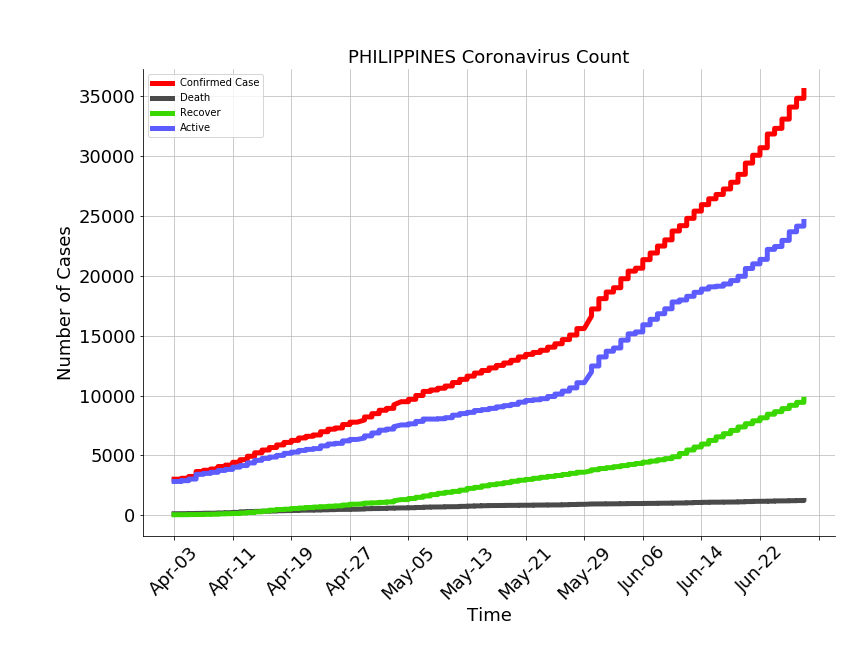 PHILIPPINES Coronavirus Count
Confirmed Case
Death
Recover
Active
Number of Cases
35000
30000
25000
20000
15000
10000
5000
0
Apr-03
Apr-11
Apr-19
Apr-27
May-05
May-13
May-21
May-29
Jun-06
Jun-14
Jun-22
Time